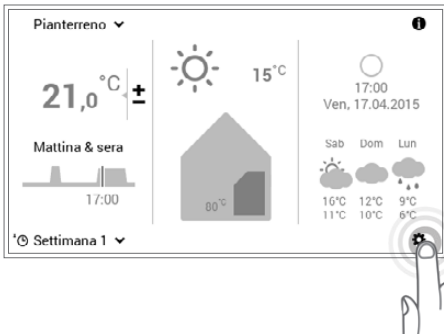 Pianterreno
21,0 °C ±
Mattina & sera
17:00
Settimana 1
15°C
80°C
17:00
Ven, 17.04.2015
Sab Dom Lun
16°C 12°C 9°C
11°C 10°C 6°C